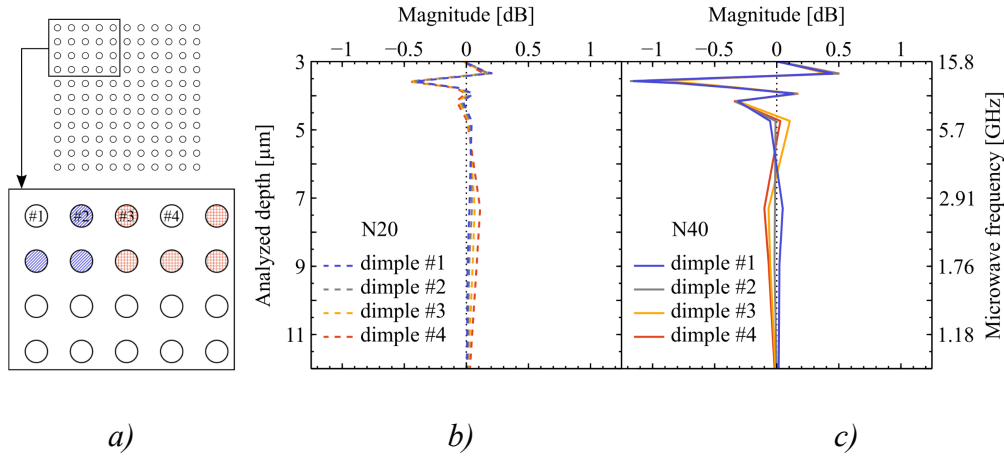 Magnitude [dB]
Magnitude [dB]
−1 −0.5 0 0.5 1
−1 −0.5 0 0.5 1
3
5
7
9
11
Analyzed depth [μm]
15.8
5.7
2.91
1.76
1.18
Microwave frequency [GHz]
#1 #2 #3 #4
N20
dimple #1
dimple #2
dimple #3
dimple #4
N40
dimple #1
dimple #2
dimple #3
dimple #4
a)
b)
c)